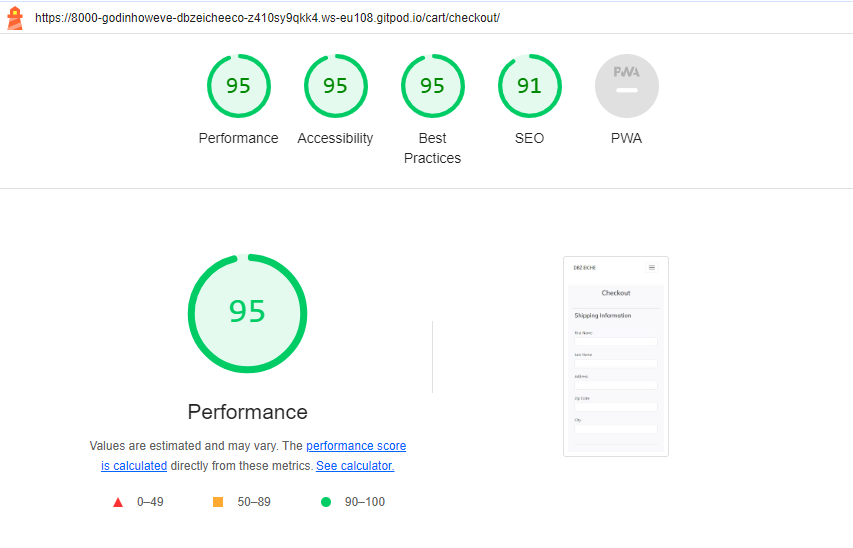 https://8000-godinhoweve-dbzeicheeco-z410sy9qkk4.ws-eu108.gitpod.io/cart/checkout/
95
95
95
91
PWA
Performance
Accessibility
Best
Practices
SEO
PWA
95
Performance
Values are estimated and may vary. The performance score
is calculated directly from these metrics. See calculator.
0–49
50–89
90–100
DBZEICHE
Checkout
Shipping Information
First Name
Last Name
Address
Zip Code
City